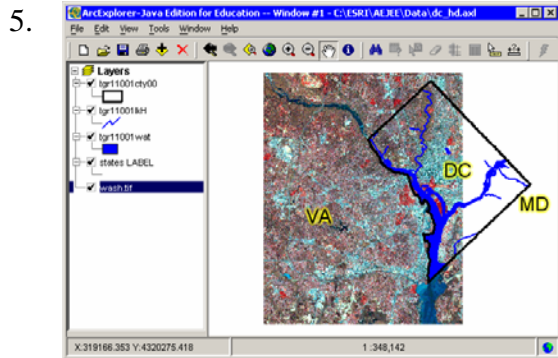 5.
ArcExplorer-Java Edition for Education -- Window #1 - C:\ESRI\AEJEE\Data\dc_hd.axl
File Edit View Tools Window Help
Layers
tgr11001cty00
tgr11001lkH
tgr11001wat
states LABEL
wash.tif
DC
MD
VA
X:319166.353 Y:4320275.418
1 :348,142